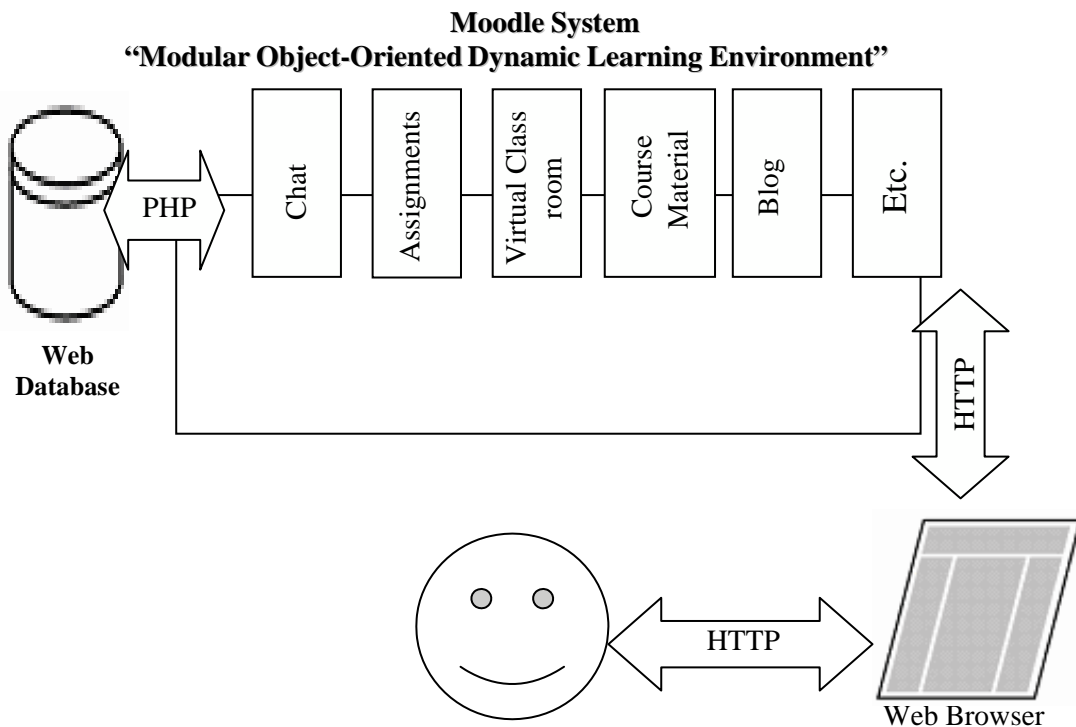 Moodle System
“Modular Object-Oriented Dynamic Learning Environment”
PHP
Chat
Assignments
Virtual Class
room
Course
Material
Blog
Etc.
Web
Database
HTTP
HTTP
Web Browser